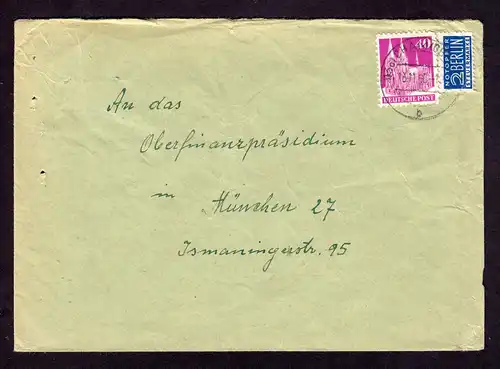 40
DEUTSCHE POST
NOTOPFER
2 BERLIN
STEUERMARKE
b
An das
Oberfinanzpräsidium
in München 27
Ismaningerstr. 95